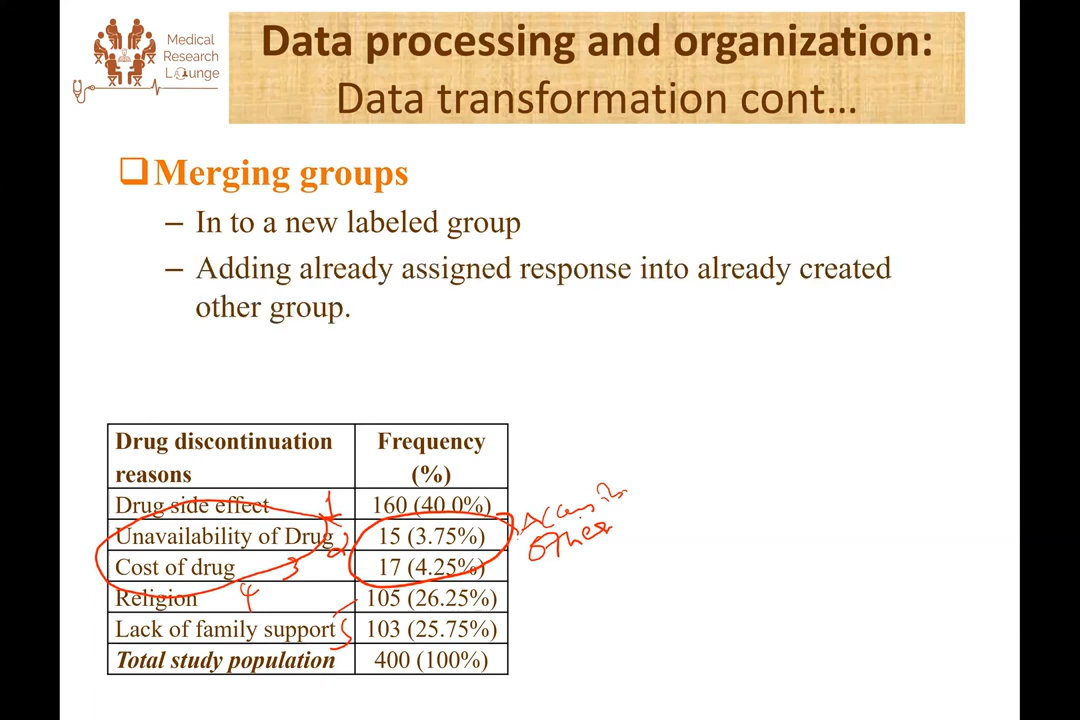 Medical
Research
Lounge
Data processing and organization:
Data transformation cont…
Merging groups
– In to a new labeled group
– Adding already assigned response into already created
other group.
Drug discontinuation reasons Frequency (%)
Drug side effect 1 160 (40.0%)
Unavailability of Drug 2 15 (3.75%)
Cost of drug 3 17 (4.25%)
Religion 4 105 (26.25%)
Lack of family support 5 103 (25.75%)
Total study population 400 (100%)
Other